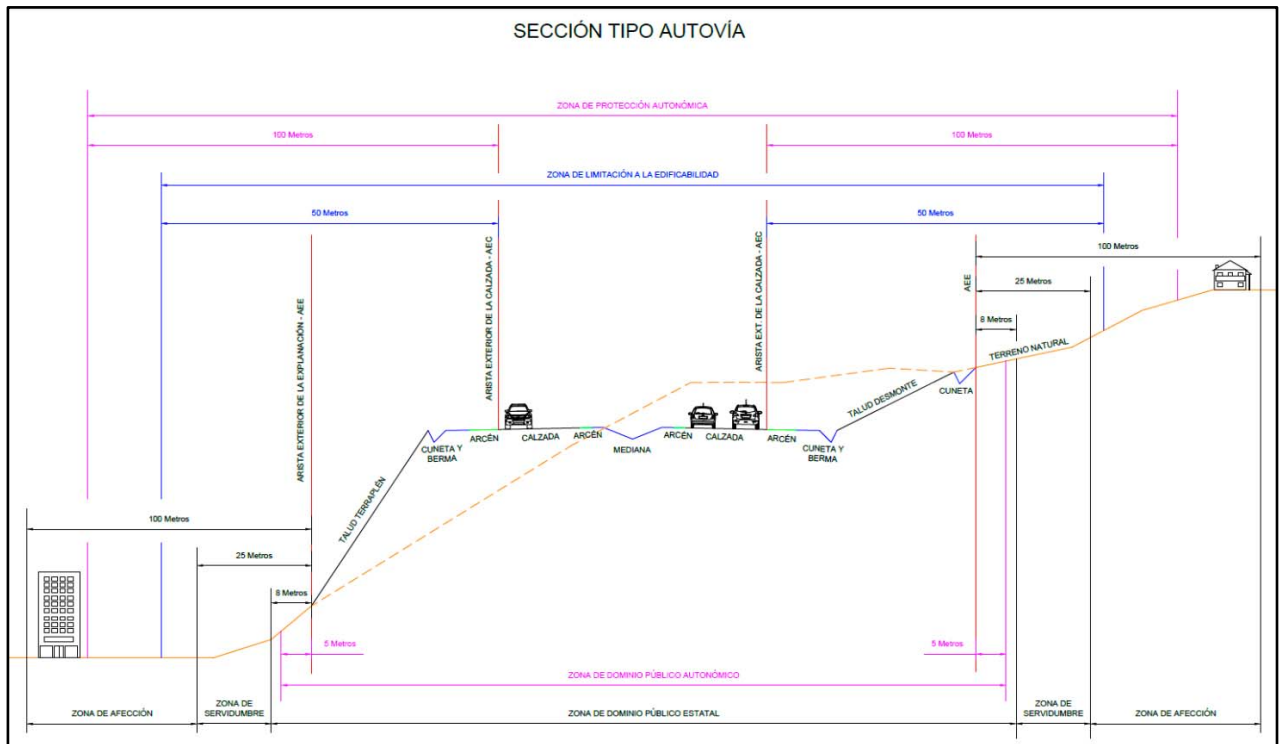 SECCIÓN TIPO AUTOVÍA
ZONA DE PROTECCIÓN AUTONÓMICA
100 Metros
100 Metros
ZONA DE LIMITACIÓN A LA EDIFICABILIDAD
50 Metros
50 Metros
ARISTA EXTERIOR DE LA EXPLANACIÓN - AEE
ARISTA EXTERIOR DE LA CALZADA - AEC
ARISTA EXT. DE LA CALZADA - AEC
AEE
100 Metros
25 Metros
8 Metros
TERRENO NATURAL
TALUD DESMONTE
CUNETA
CUNETA Y
BERMA
ARCÉN
CALZADA
ARCÉN
MEDIANA
ARCÉN
CALZADA
ARCÉN
CUNETA Y
BERMA
TALUD TERRAPLÉN
100 Metros
25 Metros
8 Metros
5 Metros
5 Metros
ZONA DE DOMINIO PÚBLICO AUTONÓMICO
ZONA DE AFECCIÓN
ZONA DE
SERVIDUMBRE
ZONA DE DOMINIO PÚBLICO ESTATAL
ZONA DE
SERVIDUMBRE
ZONA DE AFECCIÓN